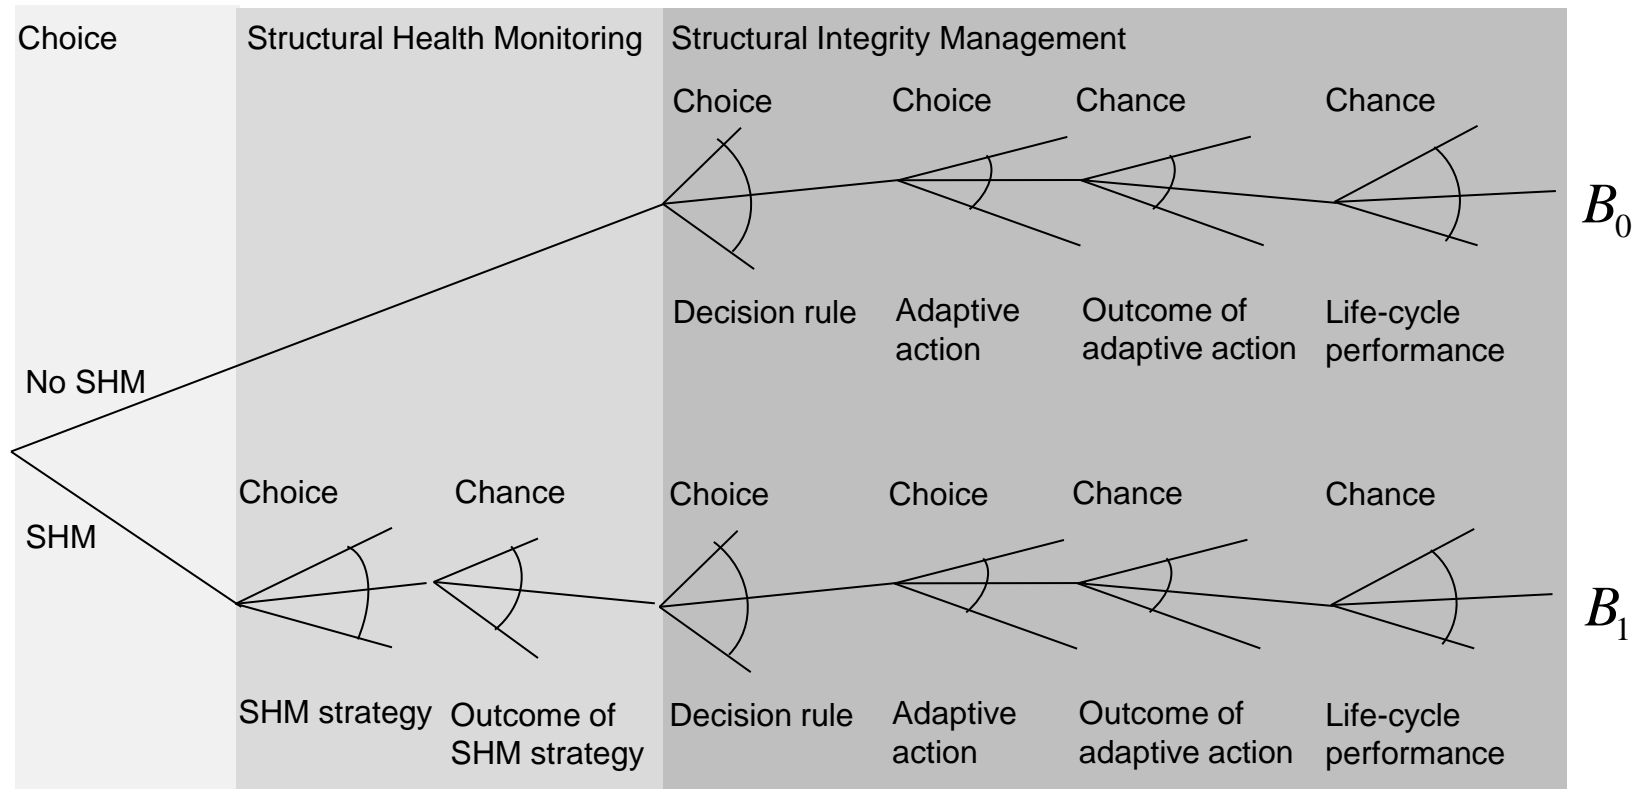 Choice
Structural Health Monitoring
Structural Integrity Management
Choice
Choice
Chance
Chance
B0
Decision rule
Adaptive
action
Outcome of
adaptive action
Life-cycle
performance
No SHM
SHM
Choice
Chance
Choice
Choice
Chance
Chance
B1
SHM strategy
Outcome of
SHM strategy
Decision rule
Adaptive
action
Outcome of
adaptive action
Life-cycle
performance